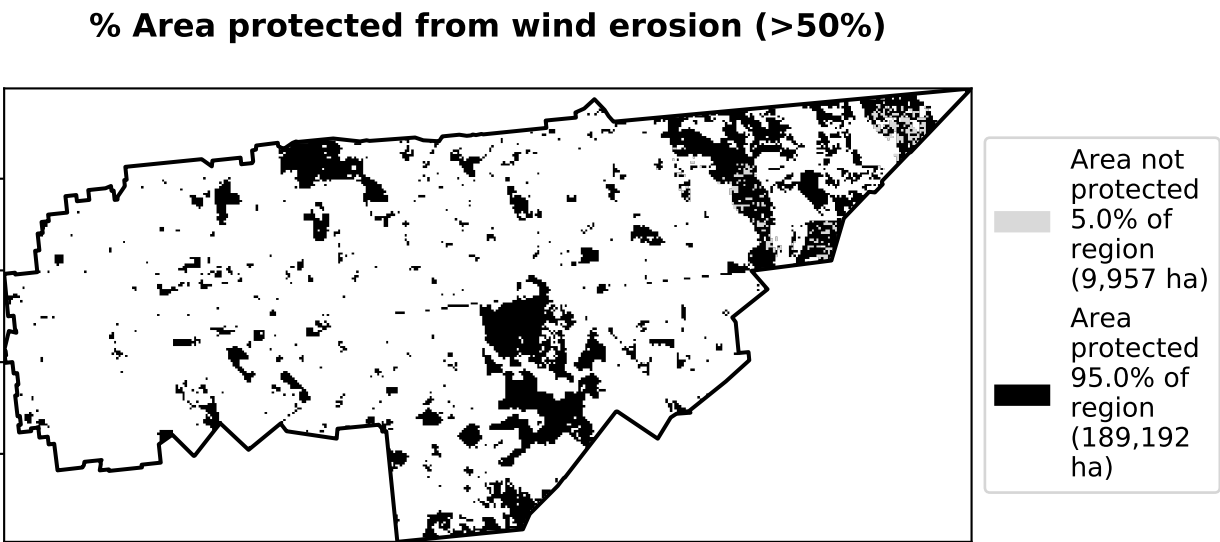 % Area protected from wind erosion (>50%)
Area not
protected
5.0% of
region
(9,957 ha)
Area
protected
95.0% of
region
(189,192
ha)